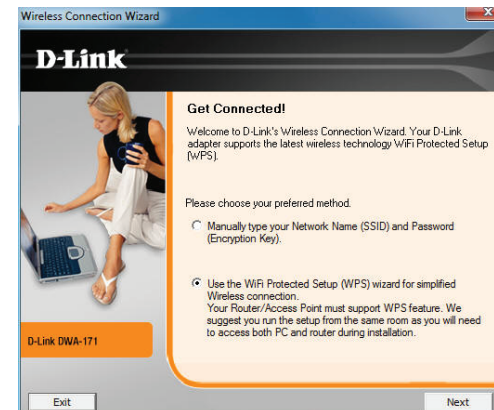 Wireless Connection Wizard
D-Link
Get Connected!
Welcome to D-Link's Wireless Connection Wizard. Your D-Link
adapter supports the latest wireless technology WiFi Protected Setup
(WPS).
Please choose your preferred method.
Manually type your Network Name (SSID) and Password
(Encryption Key).
Use the WiFi Protected Setup (WPS) wizard for simplified
Wireless connection.
Your Router/Access Point must support WPS feature. We
suggest you run the setup from the same room as you will need
to access both PC and router during installation.
D-Link DWA-171
Exit
Next